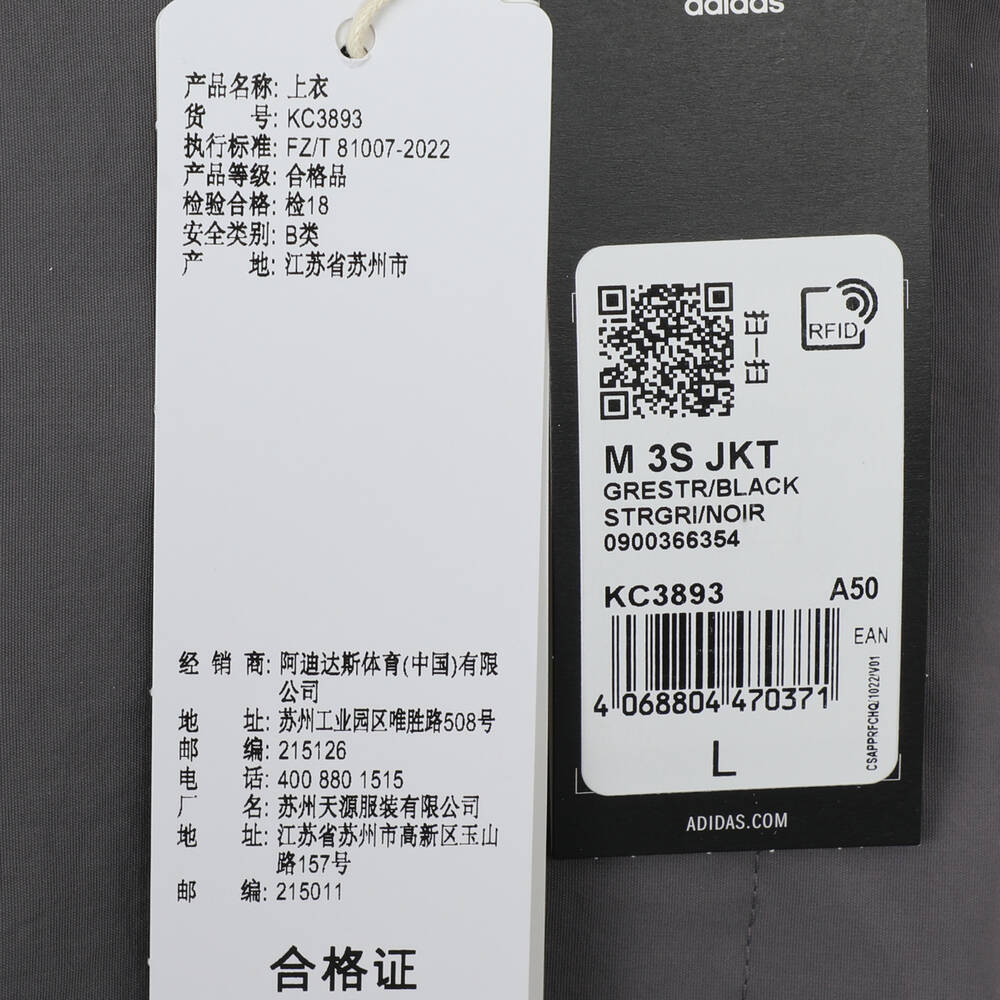 产品名称: 上衣
货 号: KC3893
执行标准: FZ/T 81007-2022
产品等级: 合格品
检验合格: 检18
安全类别: B类
产 地: 江苏省苏州市
经 销 商: 阿迪达斯体育(中国)有限
公司
地 址: 苏州工业园区唯胜路508号
邮 编: 215126
电 话: 400 880 1515
厂 名: 苏州天源服装有限公司
地 址: 江苏省苏州市高新区玉山
路157号
邮 编: 215011
合格证
adidas
扫一扫
RFID
M 3S JKT
GRESTR/BLACK
STRGRI/NOIR
0900366354
KC3893 A50
EAN
4 068804 470371
CSAPPRFCHQ/1022/V01
L
ADIDAS.COM